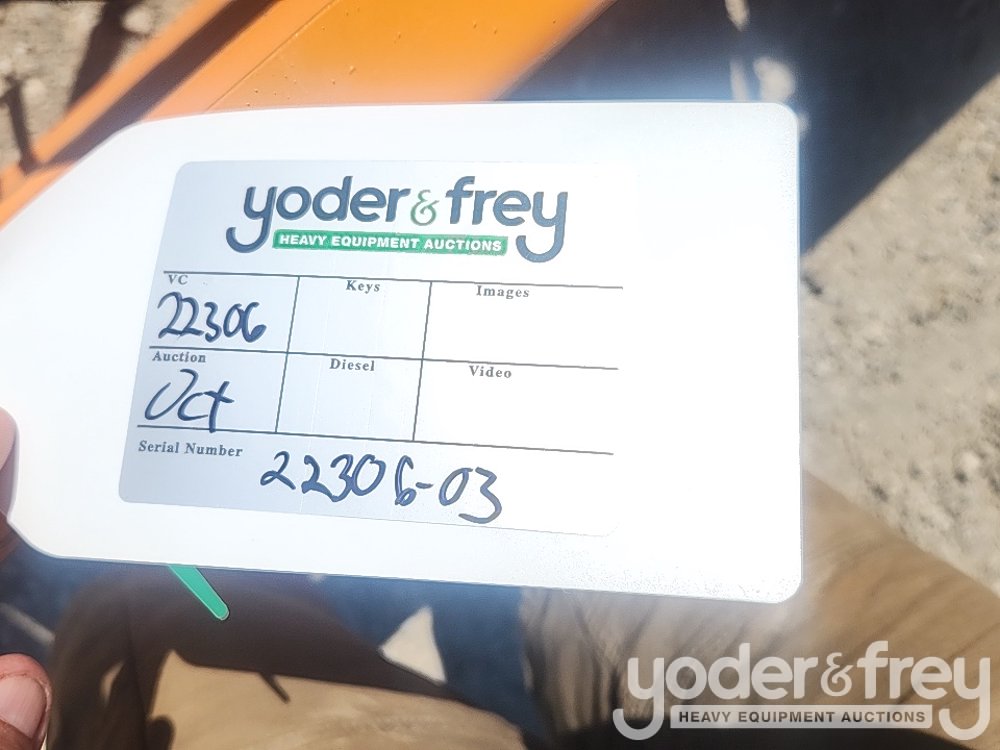 yoder & frey
HEAVY EQUIPMENT AUCTIONS
VC Keys Images
22306
Auction Diesel Video
Oct
Serial Number 22306-03
yoder & frey
HEAVY EQUIPMENT AUCTIONS